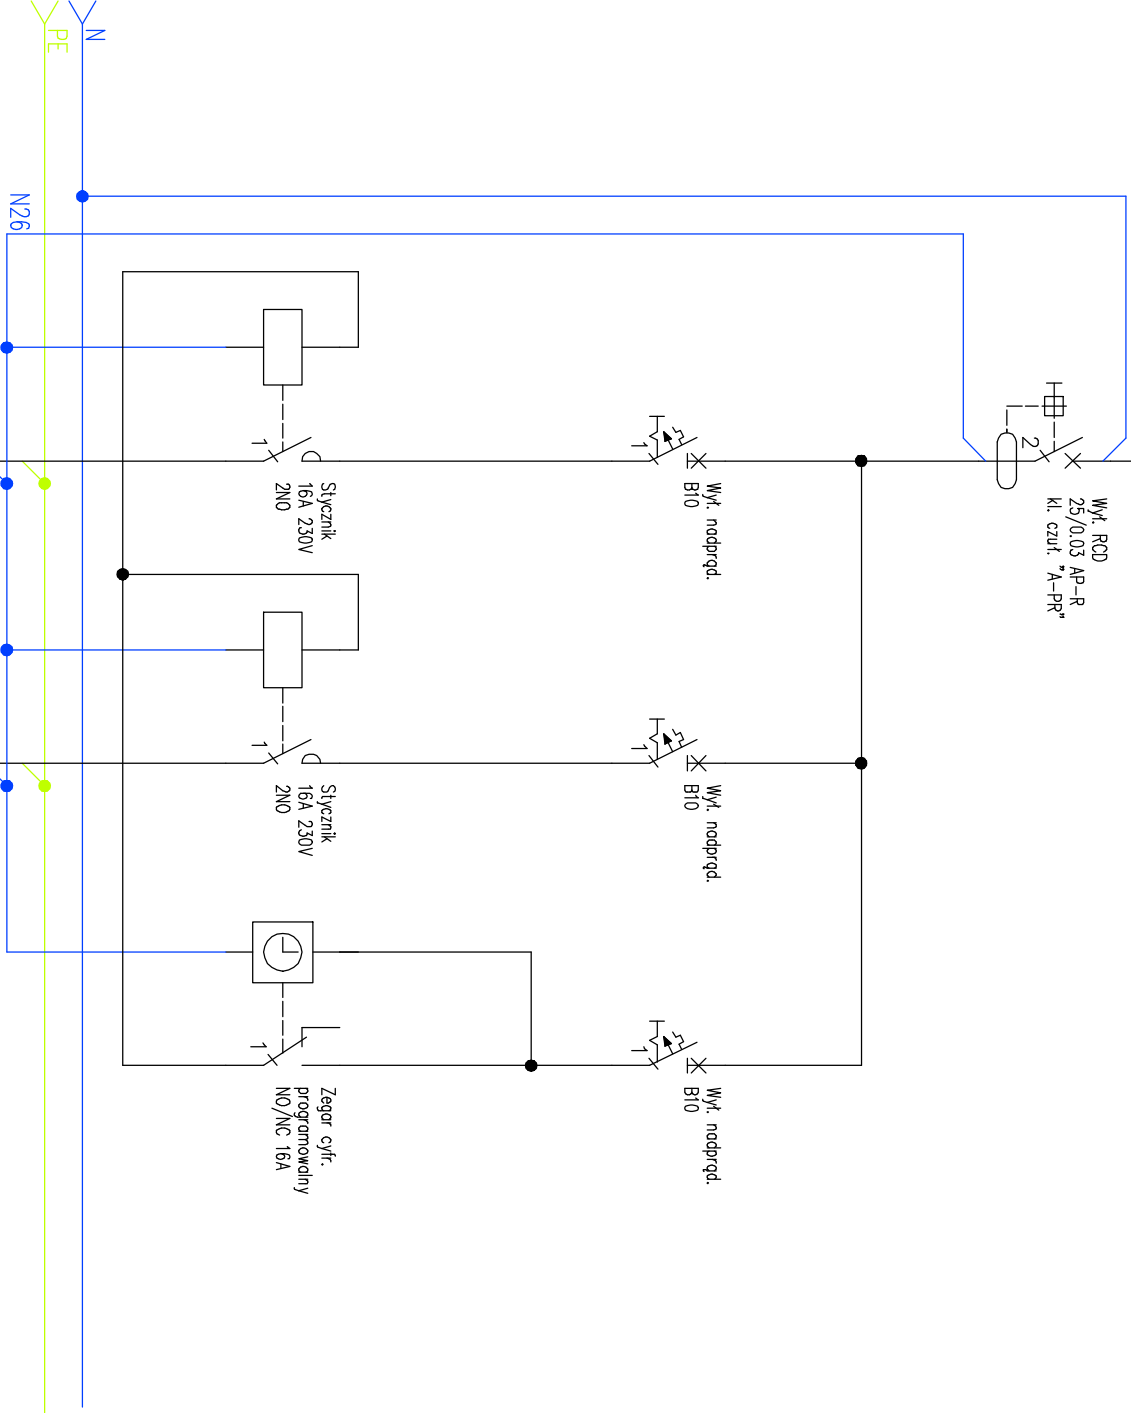 N
PE
N26
2
Wył. RCD
25/0.03 AP-R
kl. czuł. "A-PR"
1
Wył. nadprąd.
B10
1
Wył. nadprąd.
B10
1
Wył. nadprąd.
B10
1
Stycznik
16A 230V
2NO
1
Stycznik
16A 230V
2NO
1
Zegar cyfr.
programowalny
NO/NC 16A